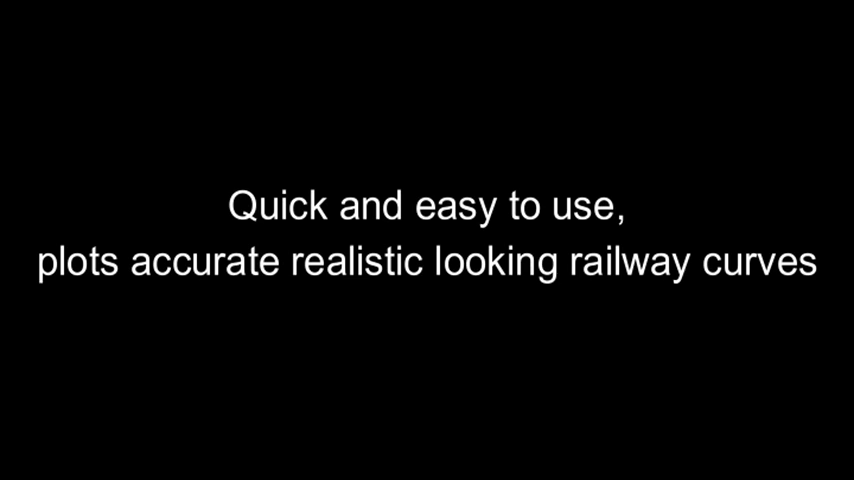 Quick and easy to use,
plots accurate realistic looking railway curves